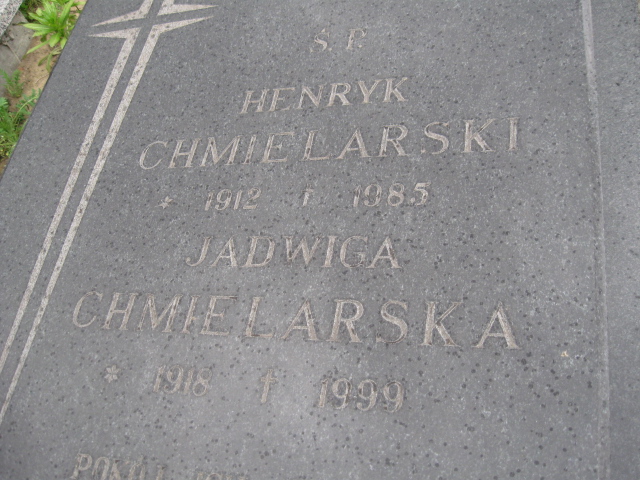 Ś. P.
HENRYK
CHMIELARSKI
* 1912 † 1985
JADWIGA
CHMIELARSKA
* 1918 † 1999